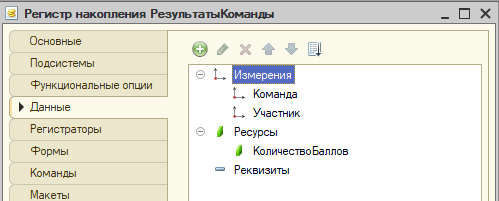 Регистр накопления РезультатыКоманды
Основные
Подсистемы
Функциональные опции
Данные
Регистраторы
Формы
Команды
Макеты
Измерения
Команда
Участник
Ресурсы
КоличествоБаллов
Реквизиты